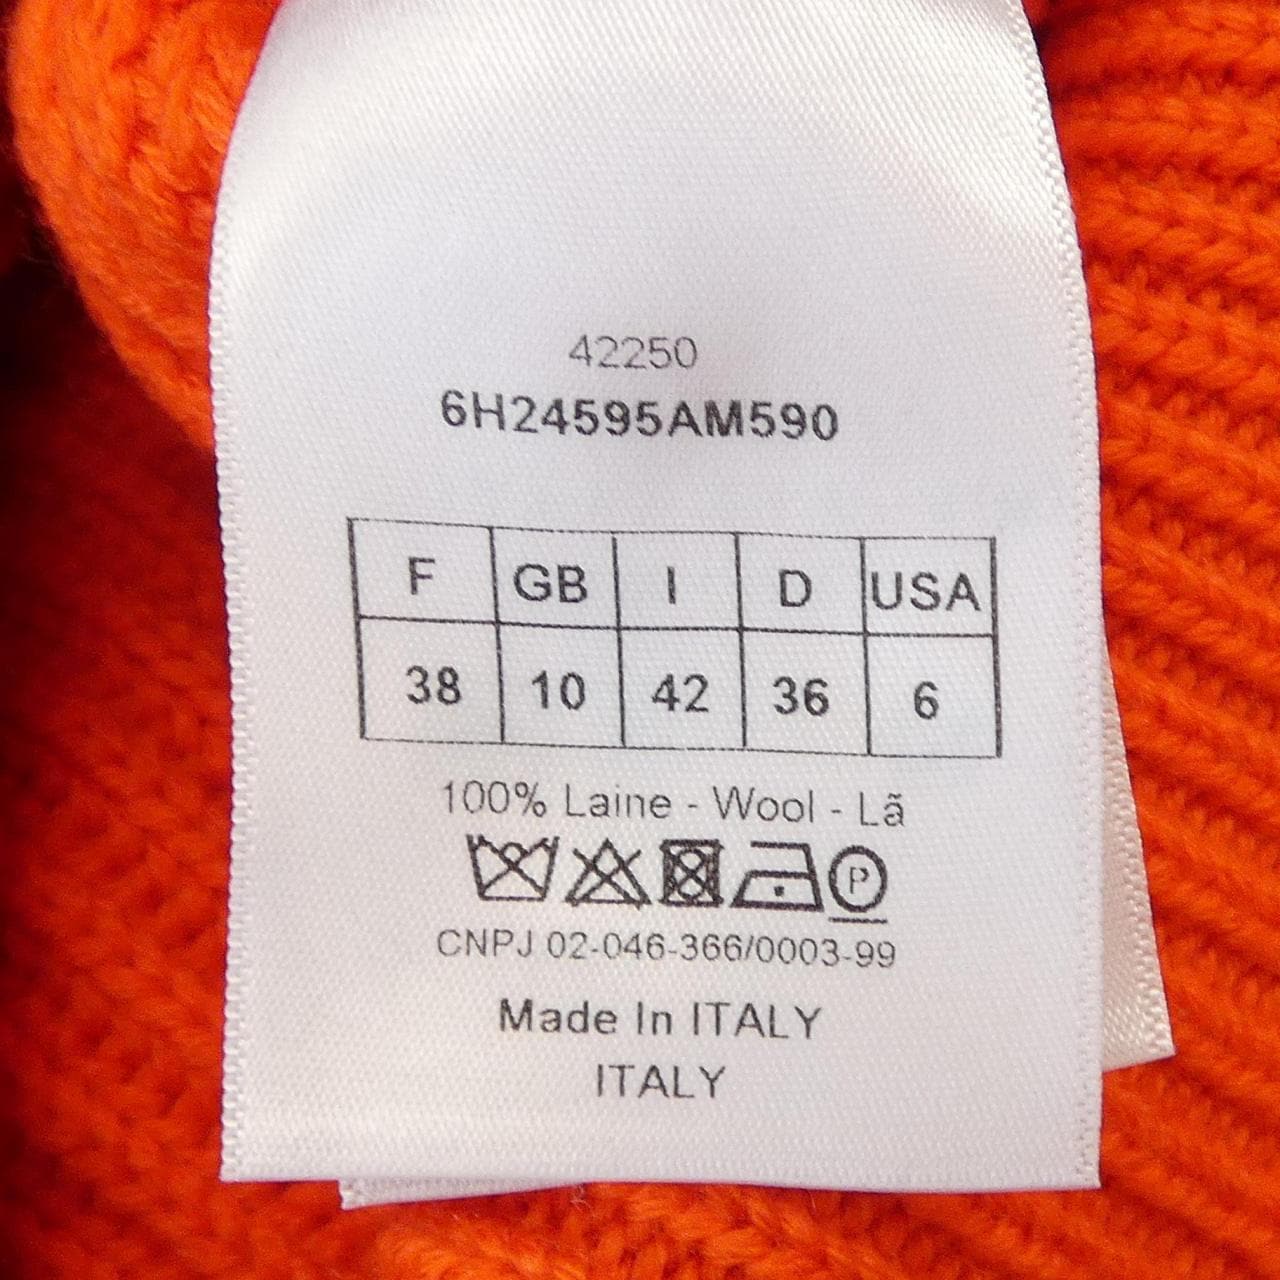 42250
6H24595AM590
F GB I D USA
38 10 42 36 6
100% Laine - Wool - Lã
P
CNPJ 02-046-366/0003-99
Made In ITALY
ITALY